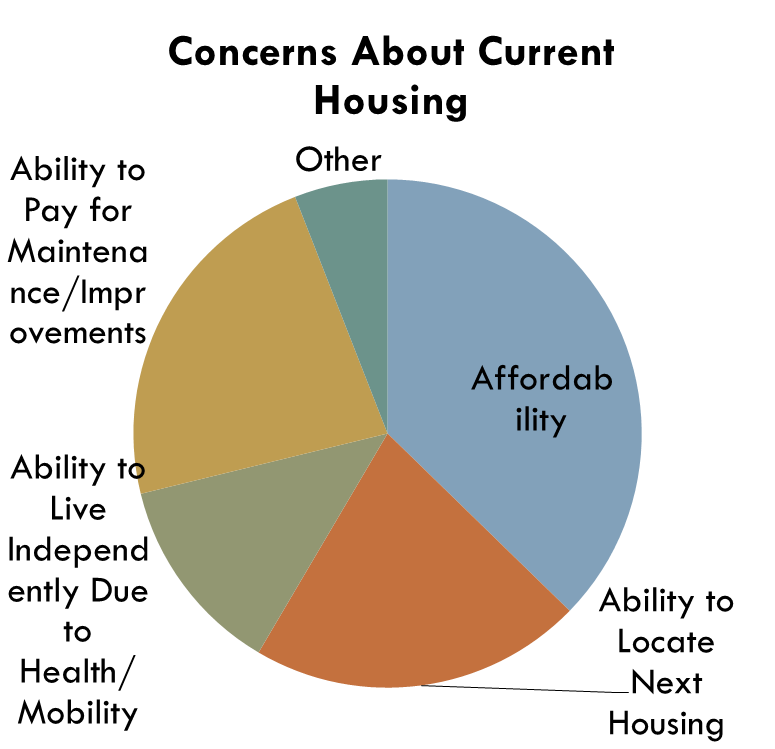 Concerns About Current
Housing
Other
Ability to
Pay for
Maintena
nce/Impr
ovements
Affordab
ility
Ability to
Live
Independ
ently Due
to
Health/
Mobility
Ability to
Locate
Next
Housing